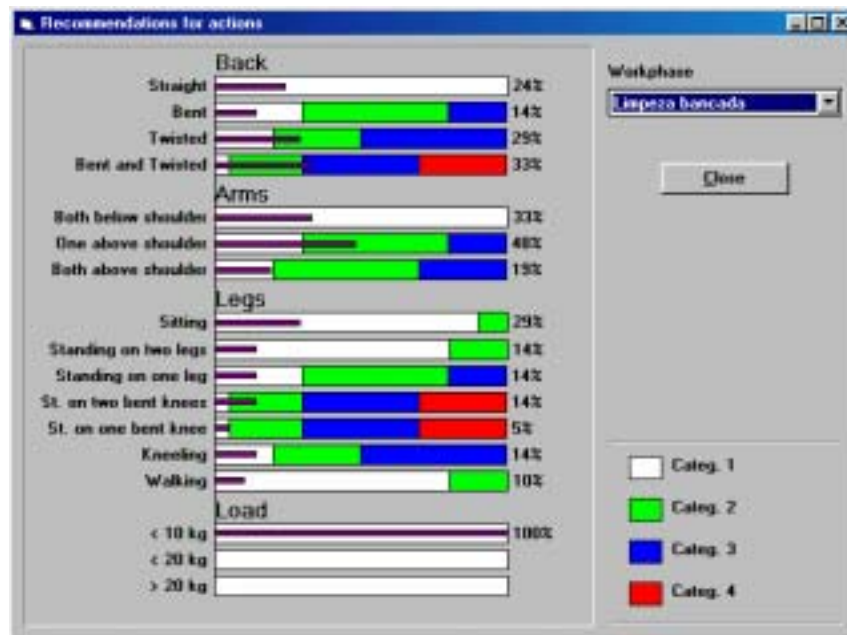 Recommendations for actions
Back
Straight 24%
Bent 14%
Twisted 29%
Bent and Twisted 33%
Arms
Both below shoulder 33%
One above shoulder 48%
Both above shoulder 19%
Legs
Sitting 29%
Standing on two legs 14%
Standing on one leg 14%
St. on two bent knees 14%
St. on one bent knee 5%
Kneeling 14%
Walking 10%
Load
< 10 kg 100%
< 20 kg
> 20 kg
Workphase
Limpeza bancada
Close
Categ. 1
Categ. 2
Categ. 3
Categ. 4